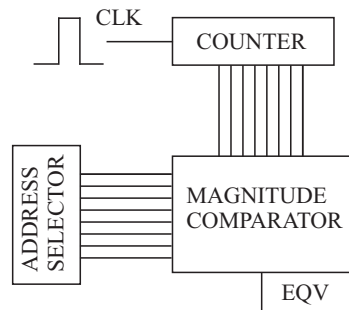 CLK
COUNTER
ADDRESS
SELECTOR
MAGNITUDE
COMPARATOR
EQV